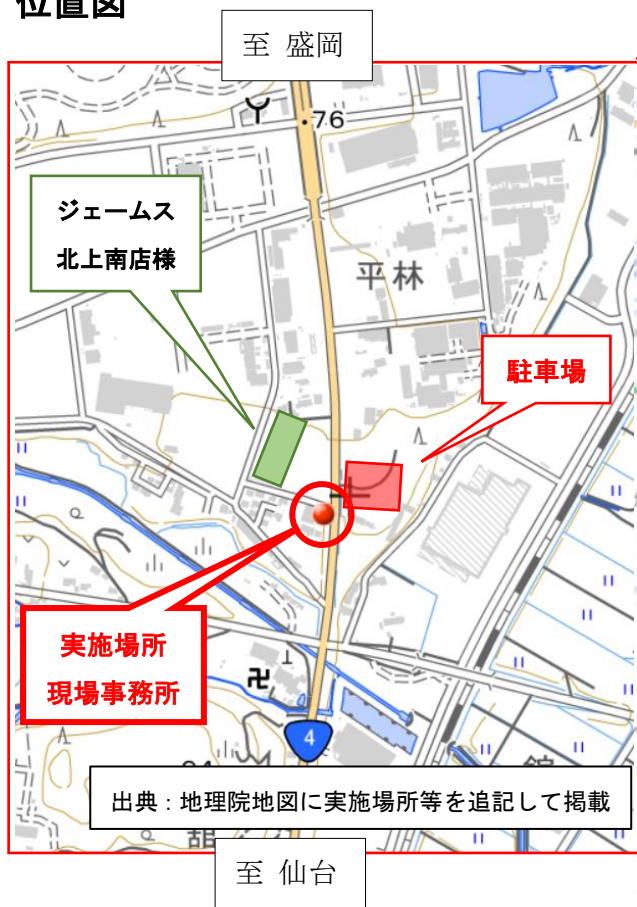 位置図
至 盛岡
76
ジェームス
北上南店様
平林
駐車場
実施場所
現場事務所
4
出典：地理院地図に実施場所等を追記して掲載
至 仙台